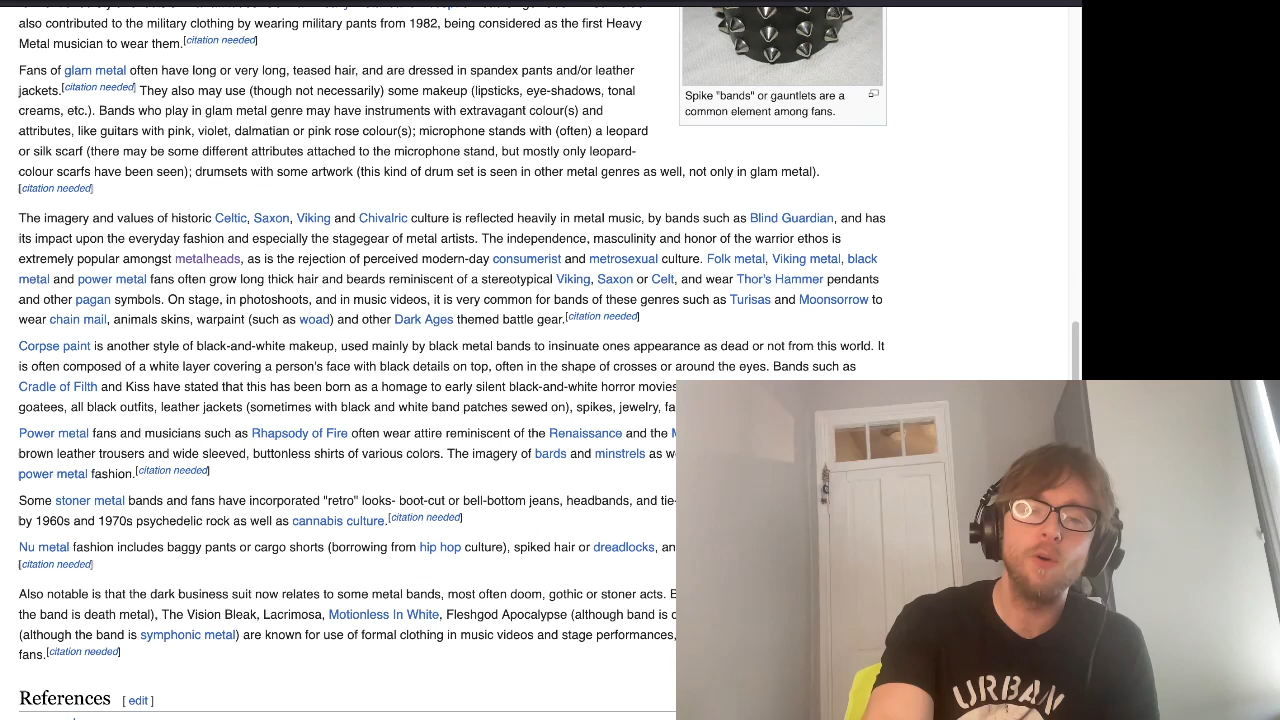 also contributed to the military clothing by wearing military pants from 1982, being considered as the first Heavy
Metal musician to wear them.[citation needed]
Fans of glam metal often have long or very long, teased hair, and are dressed in spandex pants and/or leather
jackets.[citation needed] They also may use (though not necessarily) some makeup (lipsticks, eye-shadows, tonal
creams, etc.). Bands who play in glam metal genre may have instruments with extravagant colour(s) and
attributes, like guitars with pink, violet, dalmatian or pink rose colour(s); microphone stands with (often) a leopard
or silk scarf (there may be some different attributes attached to the microphone stand, but mostly only leopard-
colour scarfs have been seen); drumsets with some artwork (this kind of drum set is seen in other metal genres as well, not only in glam metal).
[citation needed]
Spike "bands" or gauntlets are a
common element among fans.
The imagery and values of historic Celtic, Saxon, Viking and Chivalric culture is reflected heavily in metal music, by bands such as Blind Guardian, and has
its impact upon the everyday fashion and especially the stagegear of metal artists. The independence, masculinity and honor of the warrior ethos is
extremely popular amongst metalheads, as is the rejection of perceived modern-day consumerist and metrosexual culture. Folk metal, Viking metal, black
metal and power metal fans often grow long thick hair and beards reminiscent of a stereotypical Viking, Saxon or Celt, and wear Thor's Hammer pendants
and other pagan symbols. On stage, in photoshoots, and in music videos, it is very common for bands of these genres such as Turisas and Moonsorrow to
wear chain mail, animals skins, warpaint (such as woad) and other Dark Ages themed battle gear.[citation needed]
Corpse paint is another style of black-and-white makeup, used mainly by black metal bands to insinuate ones appearance as dead or not from this world. It
is often composed of a white layer covering a person's face with black details on top, often in the shape of crosses or around the eyes. Bands such as
Cradle of Filth and Kiss have stated that this has been born as a homage to early silent black-and-white horror movies
goatees, all black outfits, leather jackets (sometimes with black and white band patches sewed on), spikes, jewelry, fa
Power metal fans and musicians such as Rhapsody of Fire often wear attire reminiscent of the Renaissance and the
brown leather trousers and wide sleeved, buttonless shirts of various colors. The imagery of bards and minstrels as w
power metal fashion.[citation needed]
Some stoner metal bands and fans have incorporated "retro" looks- boot-cut or bell-bottom jeans, headbands, and tie-
by 1960s and 1970s psychedelic rock as well as cannabis culture.[citation needed]
Nu metal fashion includes baggy pants or cargo shorts (borrowing from hip hop culture), spiked hair or dreadlocks, an
[citation needed]
Also notable is that the dark business suit now relates to some metal bands, most often doom, gothic or stoner acts.
the band is death metal), The Vision Bleak, Lacrimosa, Motionless In White, Fleshgod Apocalypse (although band is
(although the band is symphonic metal) are known for use of formal clothing in music videos and stage performances,
fans.[citation needed]
References [ edit ]
URBAN